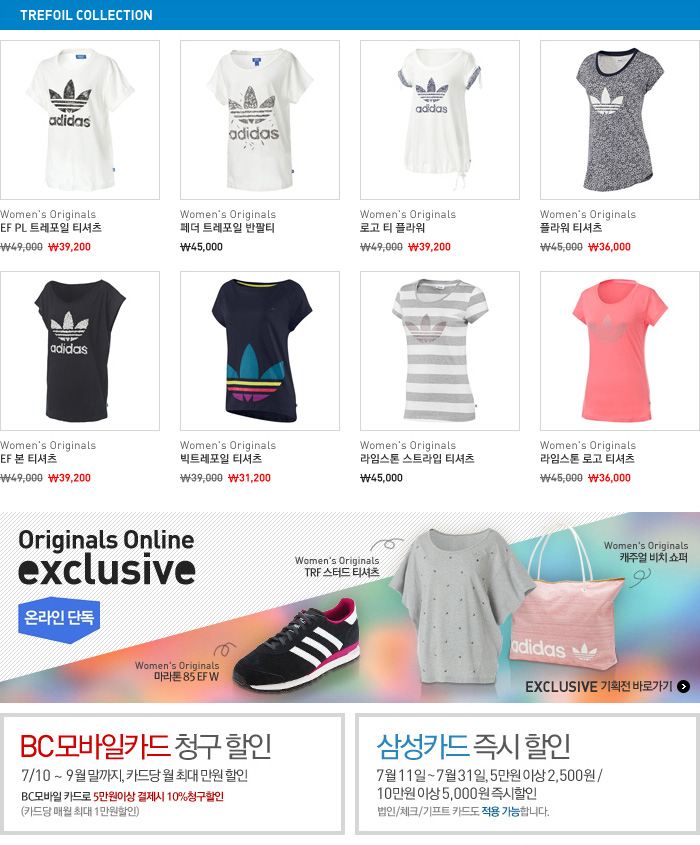 TREFOIL COLLECTION
adidas
adidas
adidas
Women's Originals
EF PL 트레포일 티셔츠
₩49,000 ₩39,200
Women's Originals
페더 트레포일 반팔티
₩45,000
Women's Originals
로고 티 플라워
₩49,000 ₩39,200
Women's Originals
플라워 티셔츠
₩45,000 ₩36,000
adidas
Women's Originals
EF 본 티셔츠
₩49,000 ₩39,200
Women's Originals
빅트레포일 티셔츠
₩39,000 ₩31,200
Women's Originals
라임스톤 스트라입 티셔츠
₩45,000
Women's Originals
라임스톤 로고 티셔츠
₩45,000 ₩36,000
Originals Online
exclusive
온라인 단독
Women's Originals
마라톤 85 EF W
Women's Originals
TRF 스터드 티셔츠
Women's Originals
캐주얼 비치 쇼퍼
adidas
EXCLUSIVE 기획전 바로가기
BC모바일카드 청구 할인
7/10 ~ 9월 말까지, 카드당 월 최대 만원 할인
BC모바일 카드로 5만원이상 결제시 10%청구할인
(카드당 매월 최대 1만원할인)
삼성카드 즉시 할인
7월 11일~7월 31일, 5만원 이상 2,500원 /
10만원 이상 5,000원 즉시할인
법인/체크/기프트 카드도 적용 가능합니다.